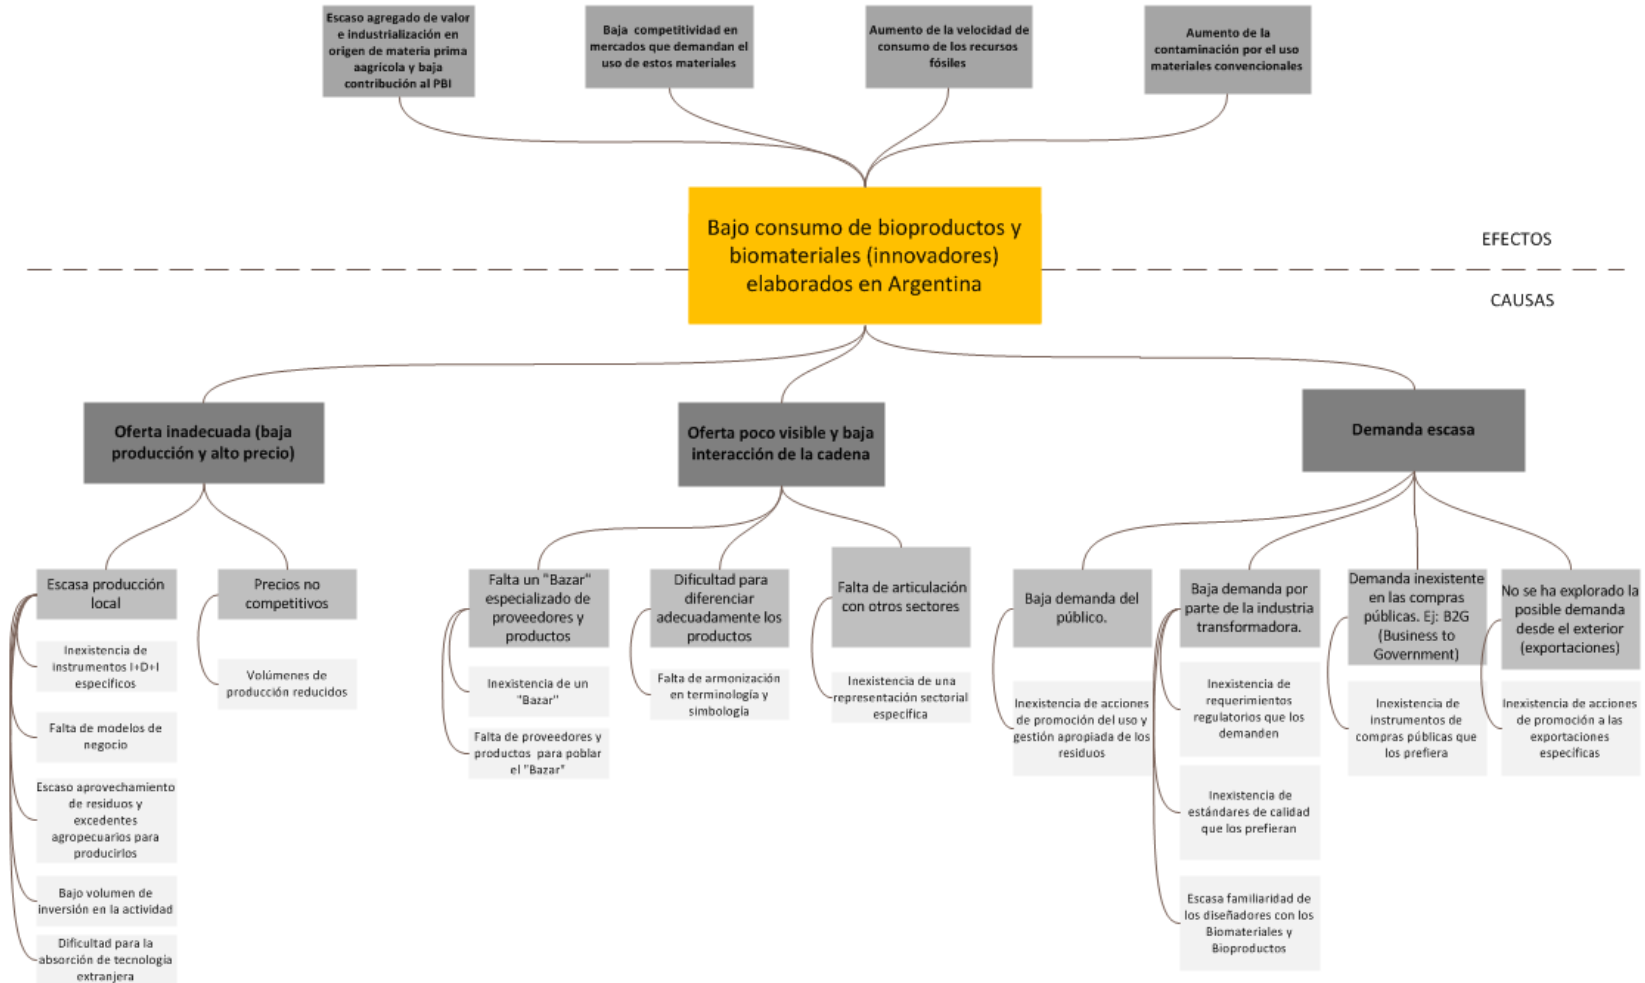 Escaso agregado de valor
e industrialización en
origen de materia prima
aagrícola y baja
contribución al PBI
Baja competitividad en
mercados que demandan el
uso de estos materiales
Aumento de la velocidad de
consumo de los recursos
fósiles
Aumento de la
contaminación por el uso
materiales convencionales
Bajo consumo de bioproductos y
biomateriales (innovadores)
elaborados en Argentina
EFECTOS
CAUSAS
Oferta inadecuada (baja
producción y alto precio)
Oferta poco visible y baja
interacción de la cadena
Demanda escasa
Escasa producción
local
Inexistencia de
instrumentos I+D+I
específicos
Falta de modelos de
negocio
Escaso aprovechamiento
de residuos y
excedentes
agropecuarios para
producirlos
Bajo volumen de
inversión en la actividad
Dificultad para la
absorción de tecnología
extranjera
Precios no
competitivos
Volúmenes de
producción reducidos
Falta un "Bazar"
especializado de
proveedores y
productos
Inexistencia de un
"Bazar"
Falta de proveedores y
productos para poblar
el "Bazar"
Dificultad para
diferenciar
adecuadamente los
productos
Falta de armonización
en terminología y
simbología
Falta de articulación
con otros sectores
Inexistencia de una
representación sectorial
específica
Baja demanda del
público.
Inexistencia de acciones
de promoción del uso y
gestión apropiada de los
residuos
Baja demanda por
parte de la industria
transformadora.
Inexistencia de
requerimientos
regulatorios que los
demanden
Inexistencia de
estándares de calidad
que los prefieran
Escasa familiaridad de
los diseñadores con los
Biomateriales y
Bioproductos
Demanda inexistente
en las compras
públicas. Ej: B2G
(Business to
Government)
Inexistencia de
instrumentos de
compras públicas que
los prefiera
No se ha explorado la
posible demanda
desde el exterior
(exportaciones)
Inexistencia de acciones
de promoción a las
exportaciones
específicas